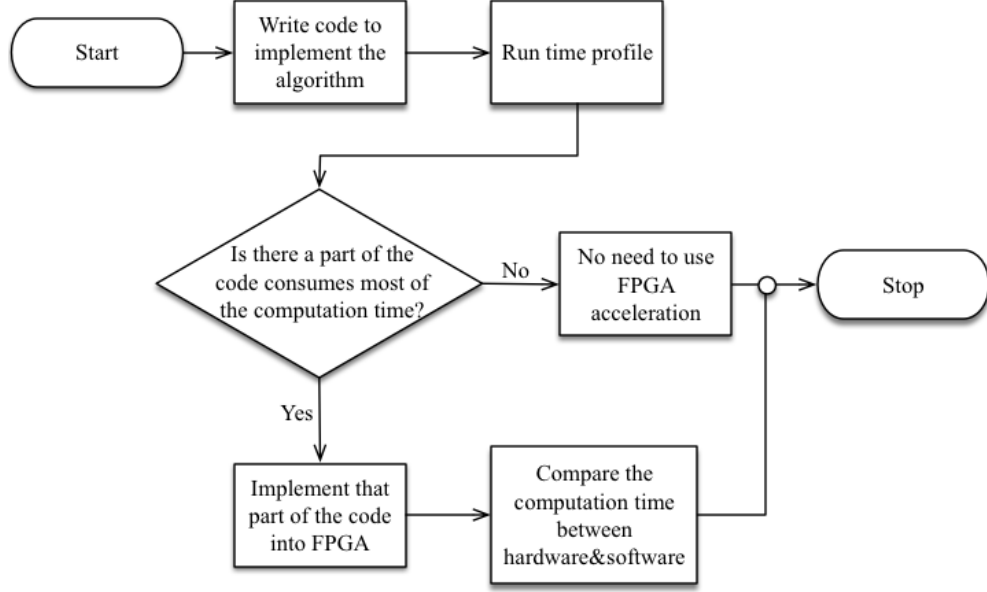 Start
Write code to
implement the
algorithm
Run time profile
Is there a part of the
code consumes most of
the computation time?
No
No need to use
FPGA
acceleration
Stop
Yes
Implement that
part of the code
into FPGA
Compare the
computation time
between
hardware&software